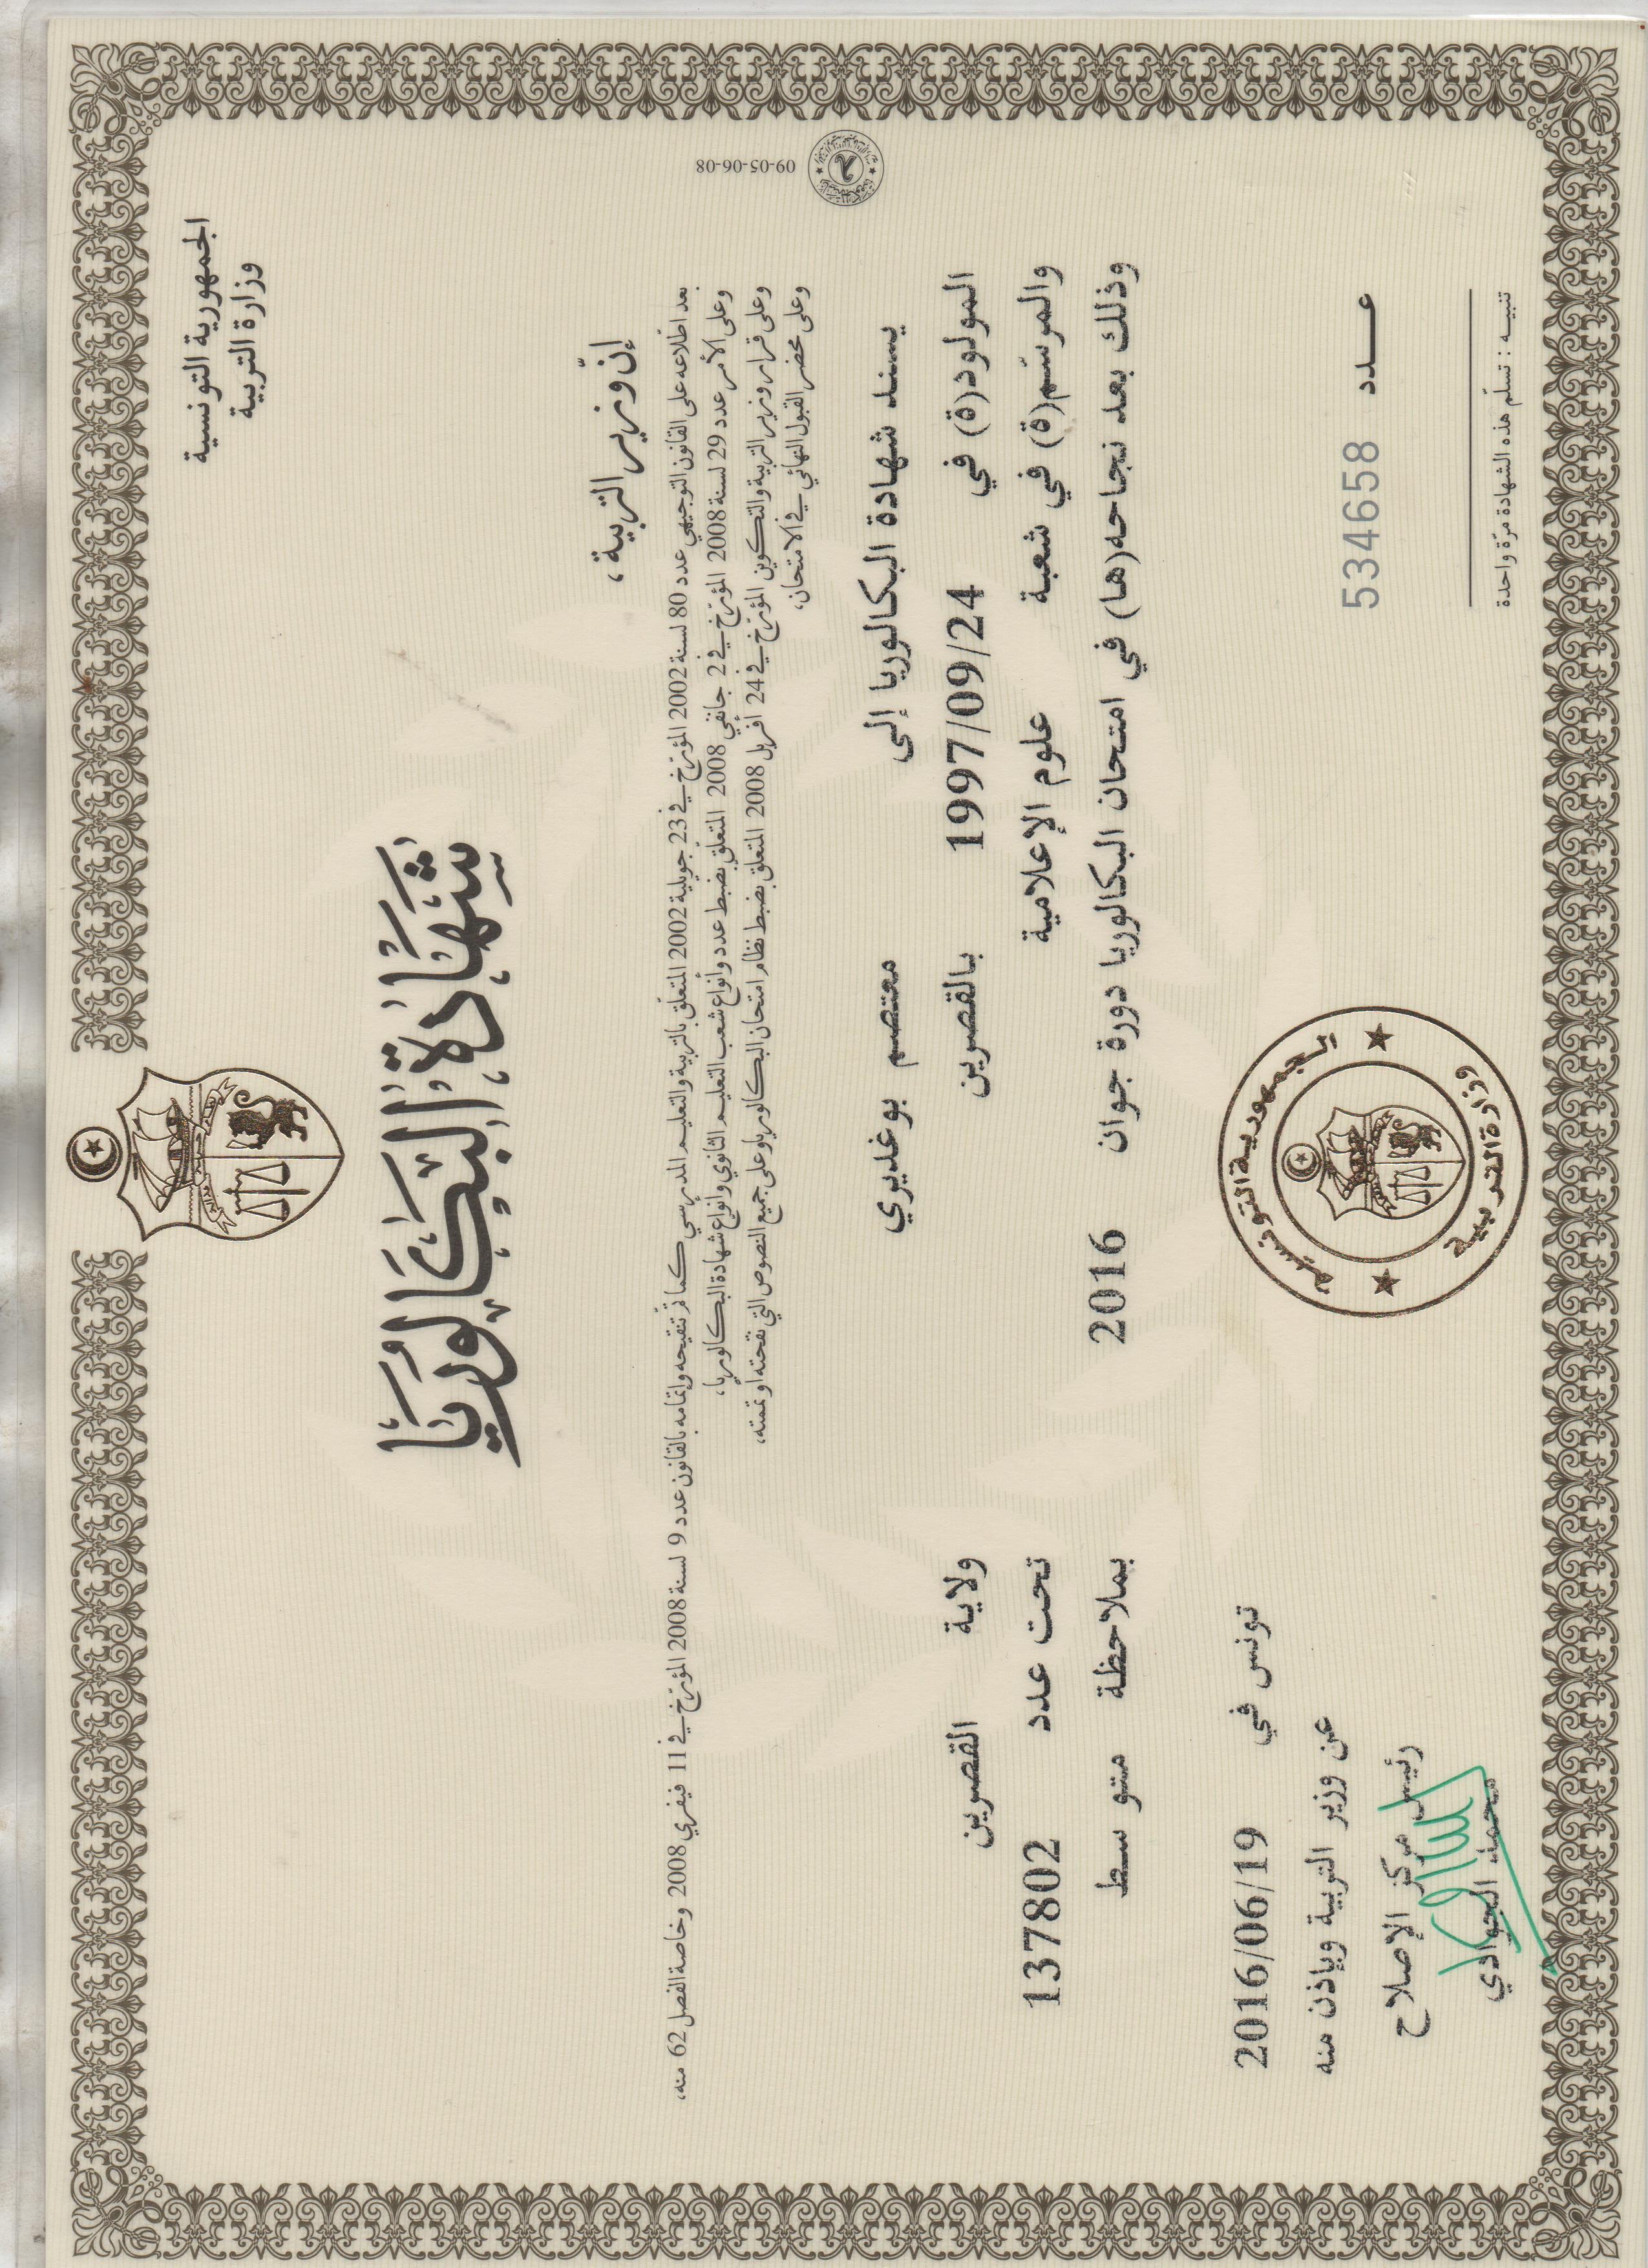 الجمهورية التونسية
وزارة التربية
شَهَادَة البَكَالُورِيَا
إنّ وزير التربية،
بعد اطّلاعه على القانون التوجيهي عدد 80 لسنة 2002 المؤرّخ في 23 جويلية 2002 المتعلّق بالتربية والتعليم المدرسي كما تمّ تنقيحه وإتمامه بالقانون عدد 9 لسنة 2008 المؤرّخ في 11 فيفري 2008 وخاصة الفصل 62 منه،
وعلى الأمر عدد 29 لسنة 2008 المؤرّخ في 2 جانفي 2008 المتعلّق بضبط عدد وأنواع شعب التعليم الثانوي وأنواع شهادة البكالوريا،
وعلى قرار وزير التربية والتكوين المؤرّخ في 24 أفريل 2008 المتعلّق بضبط نظام امتحان البكالوريا وعلى جميع النصوص التي نقحته أو تممته،
وعلى محضر القبول النهائي في الامتحان،
09-05-06-08
يسند شهادة البكالوريا إلى معتصم بوغديري
المولود(ة) في 1997/09/24 بالقصرين ولاية القصرين
والمرسّم(ة) في شعبة علوم الإعلامية تحت عدد 137802
وذلك بعد نجاحه(ها) في امتحان البكالوريا دورة جوان 2016 بملاحظة متوسط
تونس في 2016/06/19
عن وزير التربية وبإذن منه
رئيس مركز الإصلاح
محمد الجوادي
الجمهورية التونسية
وزارة التربية
عدد 534658
تنبيه : تسلّم هذه الشهادة مرّة واحدة